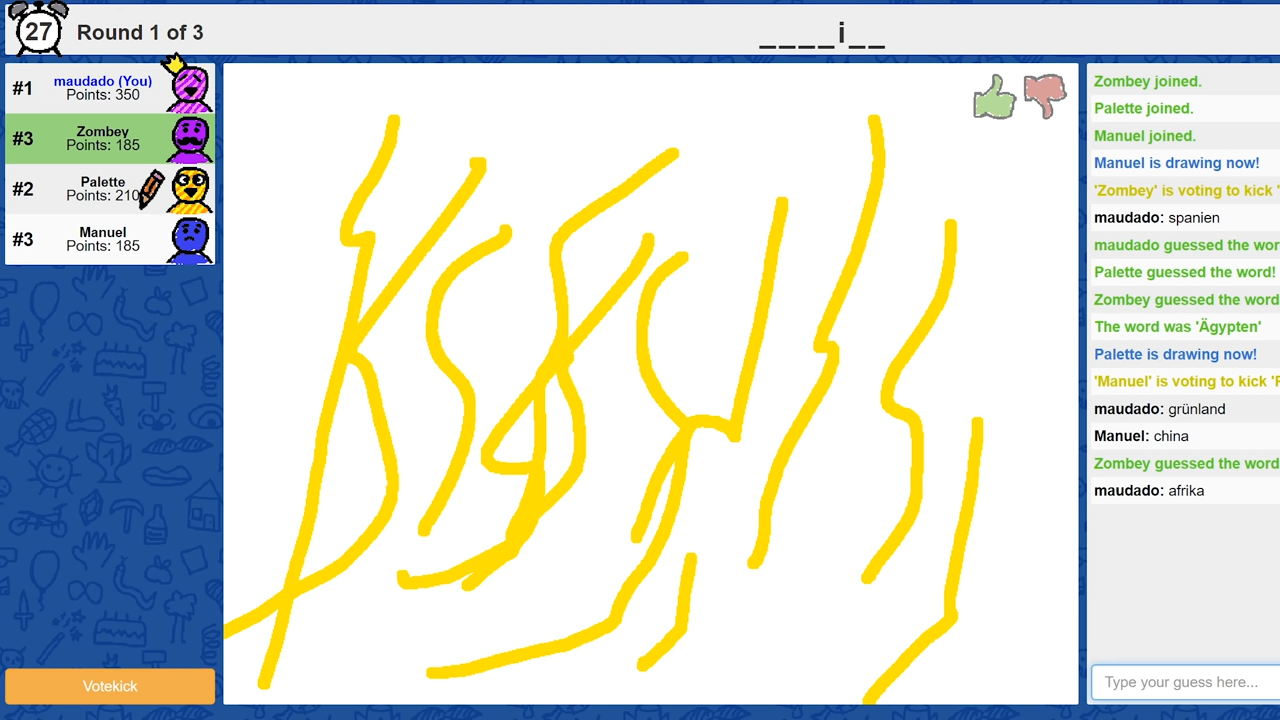 27
Round 1 of 3
____i__
#1
maudado (You)
Points: 350
#3
Zombey
Points: 185
#2
Palette
Points: 210
#3
Manuel
Points: 185
Votekick
Zombey joined.
Palette joined.
Manuel joined.
Manuel is drawing now!
'Zombey' is voting to kick '
maudado: spanien
maudado guessed the wor
Palette guessed the word!
Zombey guessed the word
The word was 'Ägypten'
Palette is drawing now!
'Manuel' is voting to kick 'P
maudado: grünland
Manuel: china
Zombey guessed the word
maudado: afrika
Type your guess here...